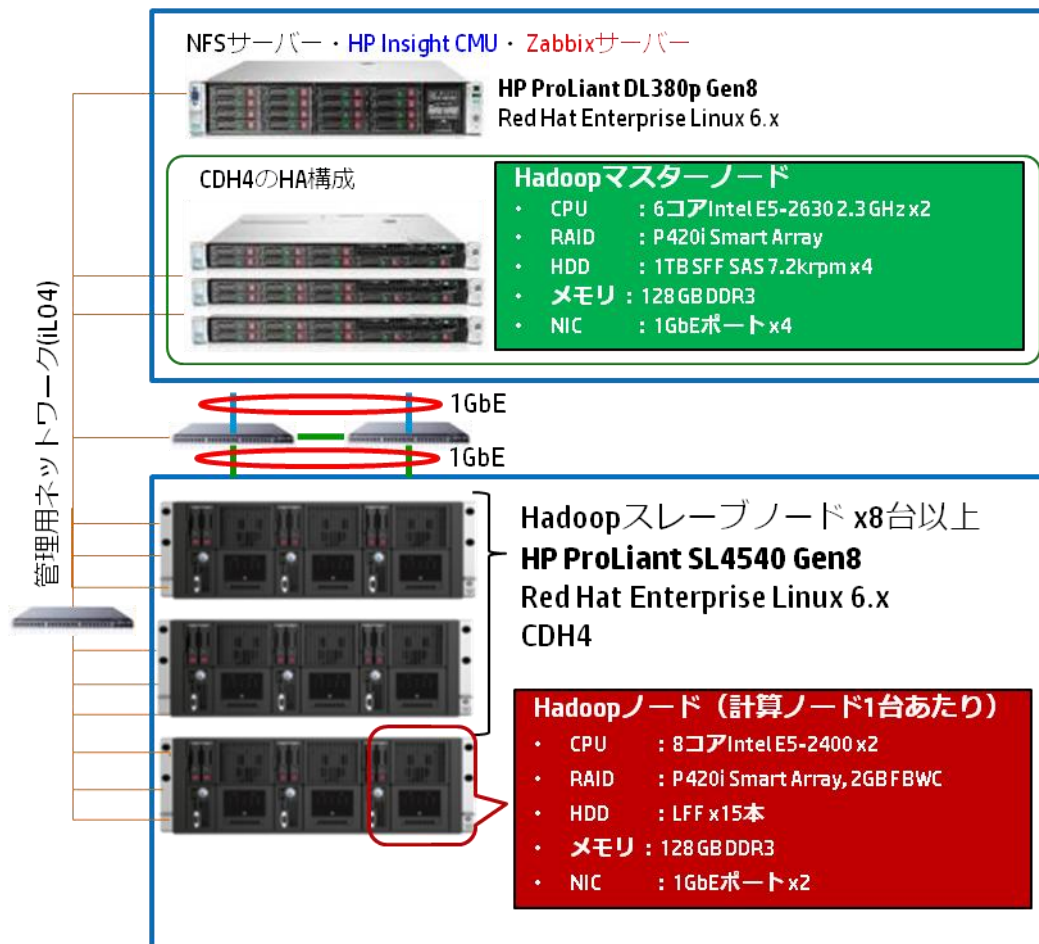 NFSサーバー・HP Insight CMU・Zabbixサーバー
HP ProLiant DL380p Gen8
Red Hat Enterprise Linux 6.x
CDH4のHA構成
Hadoopマスターノード
・ CPU : 6コアIntel E5-2630 2.3 GHz x2
・ RAID : P420i Smart Array
・ HDD : 1TB SFF SAS 7.2krpm x4
・ メモリ : 128 GB DDR3
・ NIC : 1GbEポート x4
管理用ネットワーク(iLO4)
1GbE
1GbE
Hadoopスレーブノード x8台以上
HP ProLiant SL4540 Gen8
Red Hat Enterprise Linux 6.x
CDH4
Hadoopノード（計算ノード1台あたり）
・ CPU : 8コアIntel E5-2400 x2
・ RAID : P420i Smart Array, 2GB FBWC
・ HDD : LFF x15本
・ メモリ : 128 GB DDR3
・ NIC : 1GbEポート x2